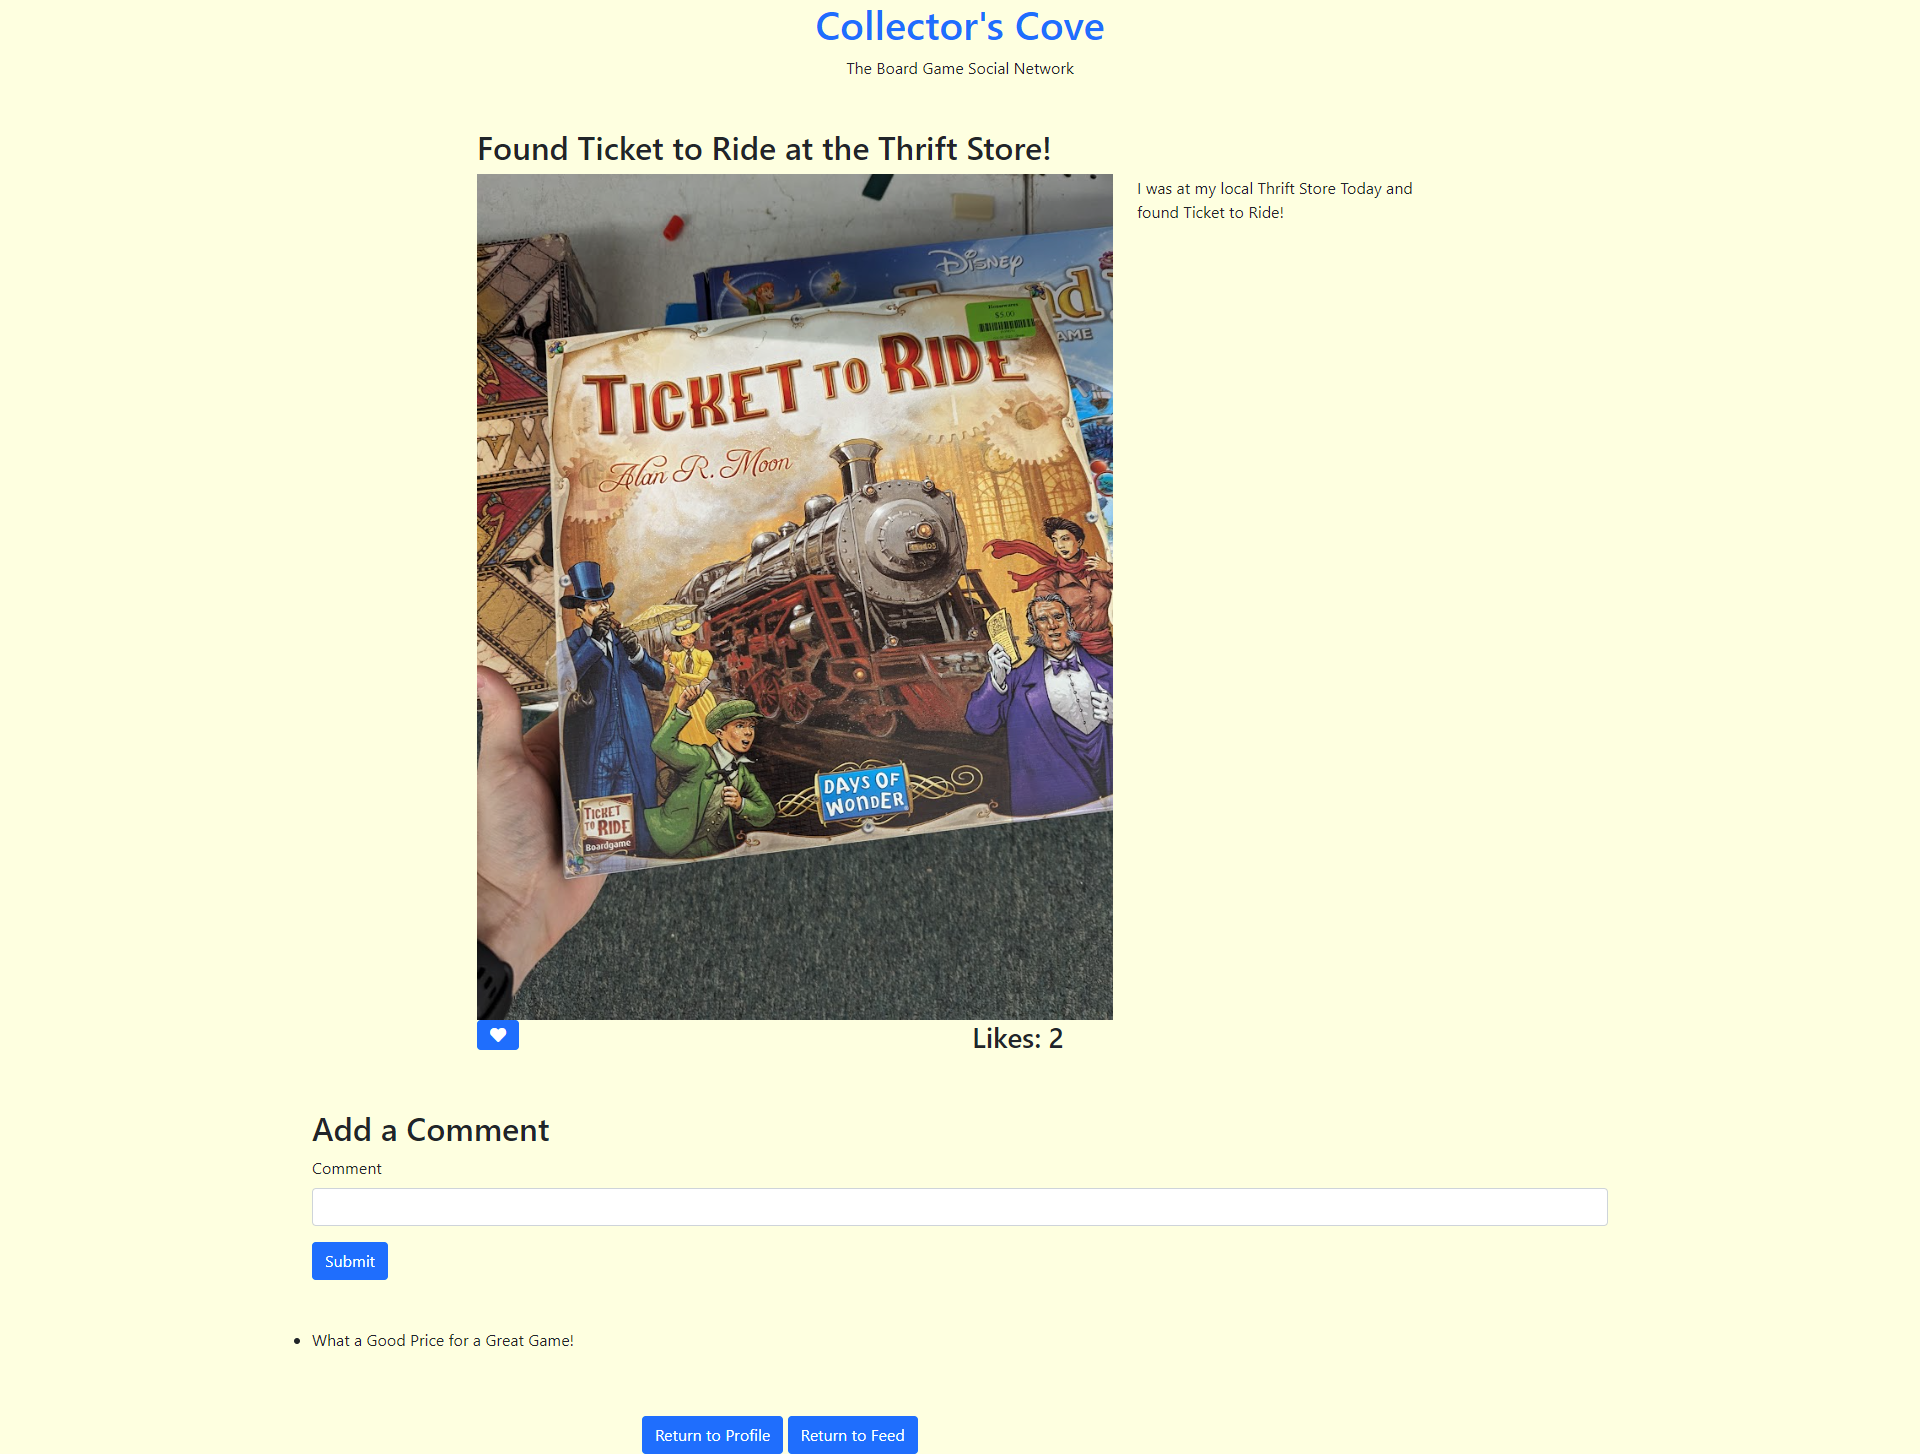 Collector's Cove
The Board Game Social Network
Found Ticket to Ride at the Thrift Store!
I was at my local Thrift Store Today and
found Ticket to Ride!
DISNEY
$5.00
GAME
TICKET TO RIDE
Alan R. Moon
DAYS OF
WONDER
TICKET
TO RIDE
Boardgame
Likes: 2
Add a Comment
Comment
Submit
What a Good Price for a Great Game!
Return to Profile
Return to Feed